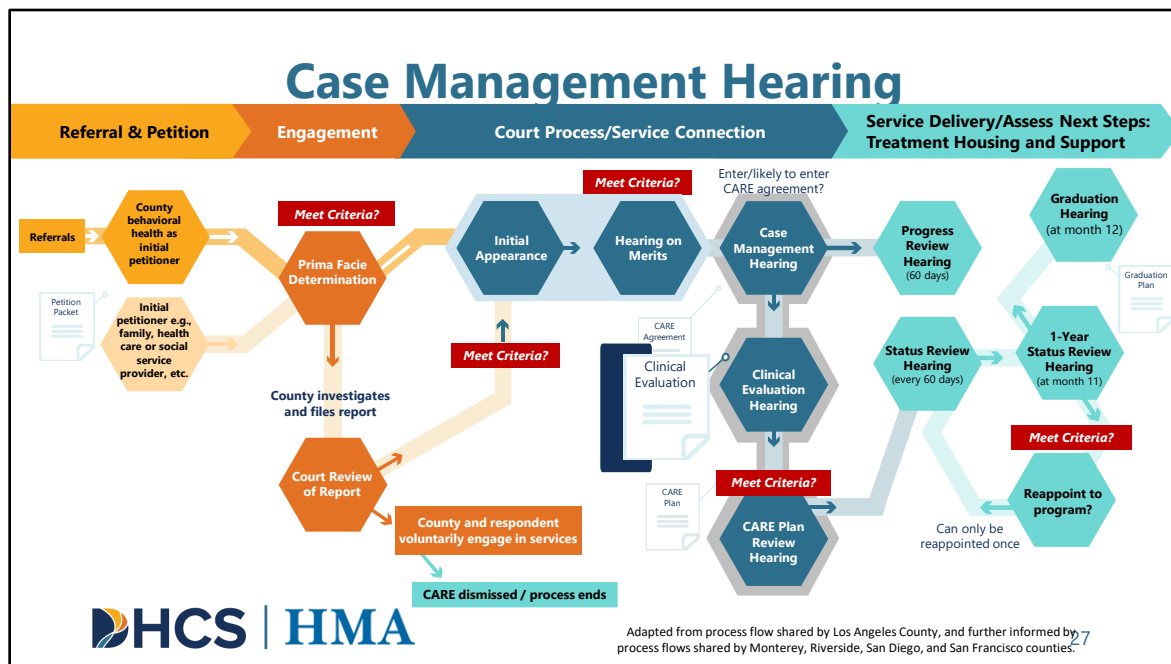 Case Management Hearing
Referral & Petition
Engagement
Court Process/Service Connection
Service Delivery/Assess Next Steps:
Treatment Housing and Support
Referrals
County
behavioral
health as
initial
petitioner
Petition
Packet
Initial
petitioner e.g.,
family, health
care or social
service
provider, etc.
Meet Criteria?
Prima Facie
Determination
County investigates
and files report
Court Review
of Report
County and respondent
voluntarily engage in services
CARE dismissed / process ends
Initial
Appearance
Meet Criteria?
Meet Criteria?
Hearing on
Merits
Enter/likely to enter
CARE agreement?
Case
Management
Hearing
CARE
Agreement
Clinical
Evaluation
Clinical
Evaluation
Hearing
Meet Criteria?
CARE
Plan
CARE Plan
Review
Hearing
Progress
Review
Hearing
(60 days)
Status Review
Hearing
(every 60 days)
Graduation
Hearing
(at month 12)
Graduation
Plan
1-Year
Status Review
Hearing
(at month 11)
Meet Criteria?
Reappoint to
program?
Can only be
reappointed once
DHCS
HMA
Adapted from process flow shared by Los Angeles County, and further informed by
process flows shared by Monterey, Riverside, San Diego, and San Francisco counties.
27